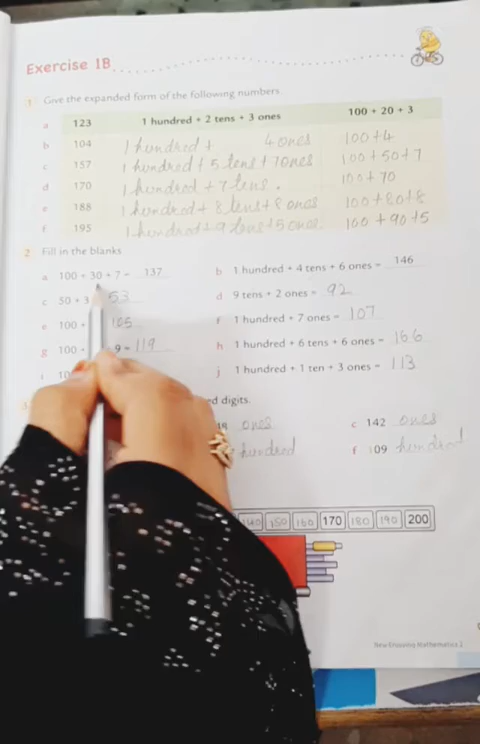 Exercise 1B
1 Give the expanded form of the following numbers.
a 123 1 hundred + 2 tens + 3 ones 100 + 20 + 3
b 104 1 hundred + 4 ones 100+4
c 157 1 hundred + 5 tens + 7 ones 100+50+7
d 170 1 hundred + 7 tens. 100+70
e 188 1 hundred + 8 tens + 8 ones 100+80+8
f 195 1 hundred + 9 tens + 5 ones 100+90+5
2 Fill in the blanks
a 100 + 30 + 7 = 137 b 1 hundred + 4 tens + 6 ones = 146
c 50 + 3 53 d 9 tens + 2 ones = 92
e 100 + 105 f 1 hundred + 7 ones = 107
g 100 + 9 = 119 h 1 hundred + 6 tens + 6 ones = 166
i 10 j 1 hundred + 1 ten + 3 ones = 113
digits.
ones c 142 ones
hundred f 109 hundred
140 150 160 170 180 190 200
New Enjoying Mathematics 2